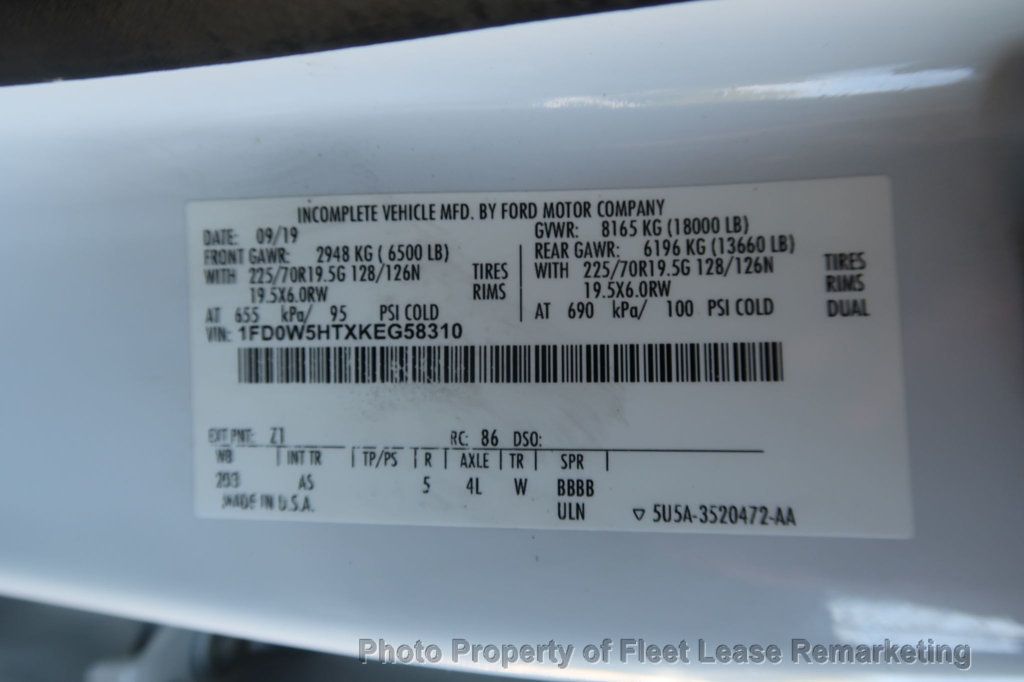 INCOMPLETE VEHICLE MFD. BY FORD MOTOR COMPANY
DATE: 09/19 GVWR: 8165 KG (18000 LB)
FRONT GAWR: 2948 KG ( 6500 LB) REAR GAWR: 6196 KG (13660 LB)
WITH 225/70R19.5G 128/126N TIRES WITH 225/70R19.5G 128/126N TIRES
19.5X6.0RW RIMS 19.5X6.0RW RIMS
AT 655 kPa/ 95 PSI COLD AT 690 kPa/ 100 PSI COLD DUAL
VIN: 1FD0W5HTXKEG58310
EXT PNT: Z1 RC: 86 DSO:
WB INT TR TP/PS R AXLE TR SPR
203 AS 5 4L W BBBB
MADE IN U.S.A. ULN ▽ 5U5A-3520472-AA
Photo Property of Fleet Lease Remarketing